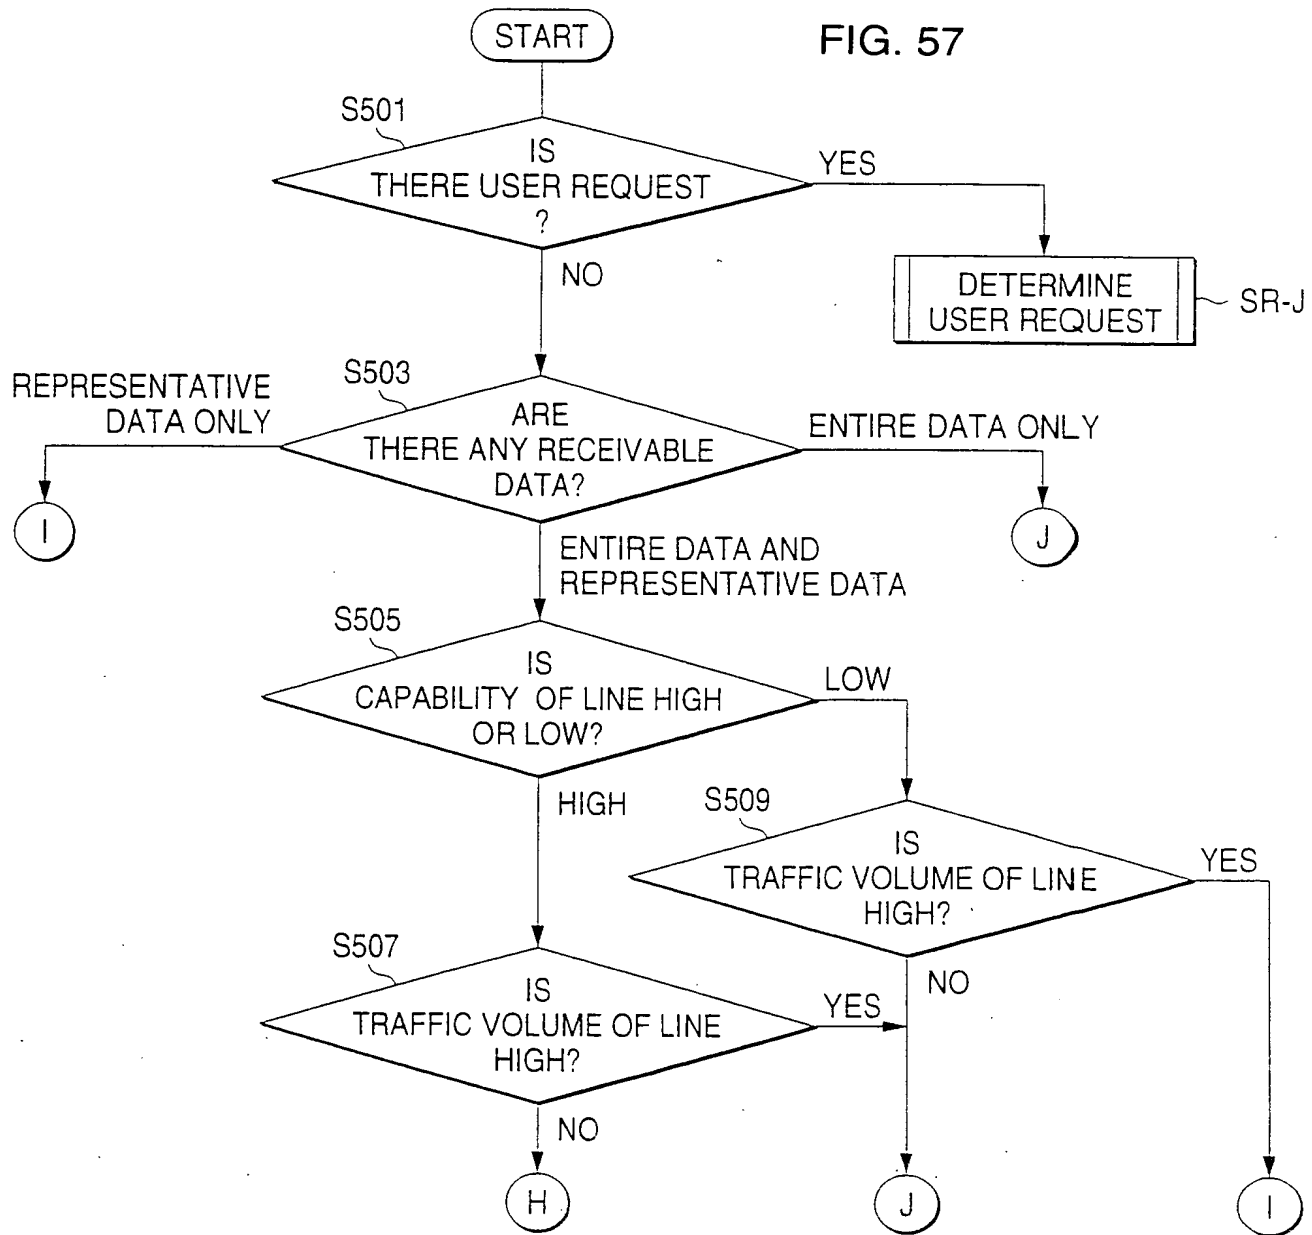 START
FIG. 57
S501
IS
THERE USER REQUEST
?
YES
NO
DETERMINE
USER REQUEST
SR-J
REPRESENTATIVE
DATA ONLY
S503
ARE
THERE ANY RECEIVABLE
DATA?
ENTIRE DATA ONLY
I
J
ENTIRE DATA AND
REPRESENTATIVE DATA
S505
IS
CAPABILITY OF LINE HIGH
OR LOW?
LOW
HIGH
S509
IS
TRAFFIC VOLUME OF LINE
HIGH?
YES
NO
S507
IS
TRAFFIC VOLUME OF LINE
HIGH?
YES
NO
H
J
I